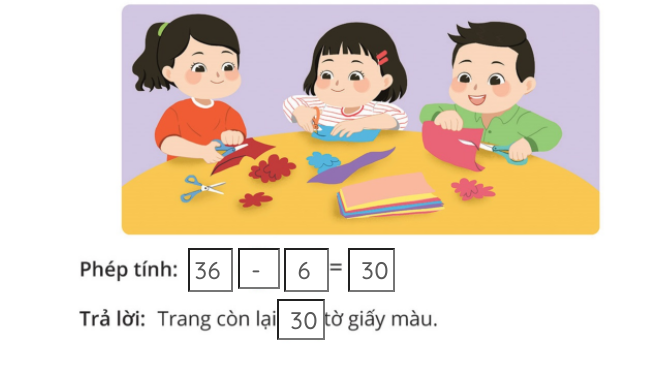 Phép tính: 36 - 6 = 30
Trả lời: Trang còn lại 30 tờ giấy màu.